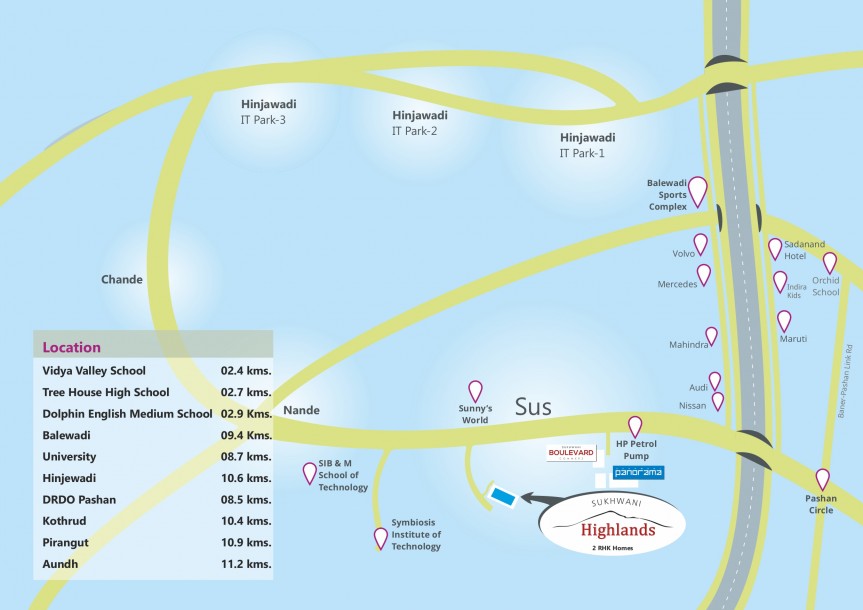 Hinjawadi
IT Park-3
Hinjawadi
IT Park-2
Hinjawadi
IT Park-1
Balewadi
Sports
Complex
Volvo
Mercedes
Sadanand
Hotel
Orchid
School
Indira
Kids
Maruti
Mahindra
Audi
Nissan
Baner-Pashan Link Rd
Chande
Location
Vidya Valley School 02.4 kms.
Tree House High School 02.7 kms.
Dolphin English Medium School 02.9 Kms.
Balewadi 09.4 Kms.
University 08.7 kms.
Hinjewadi 10.6 kms.
DRDO Pashan 08.5 kms.
Kothrud 10.4 kms.
Pirangut 10.9 kms.
Aundh 11.2 kms.
Nande
Sunny's
World
Sus
HP Petrol
Pump
BOULEVARD
panorama
SIB & M
School of
Technology
Symbiosis
Institute of
Technology
SUKHWANI
Highlands
2 RHK Homes
Pashan
Circle